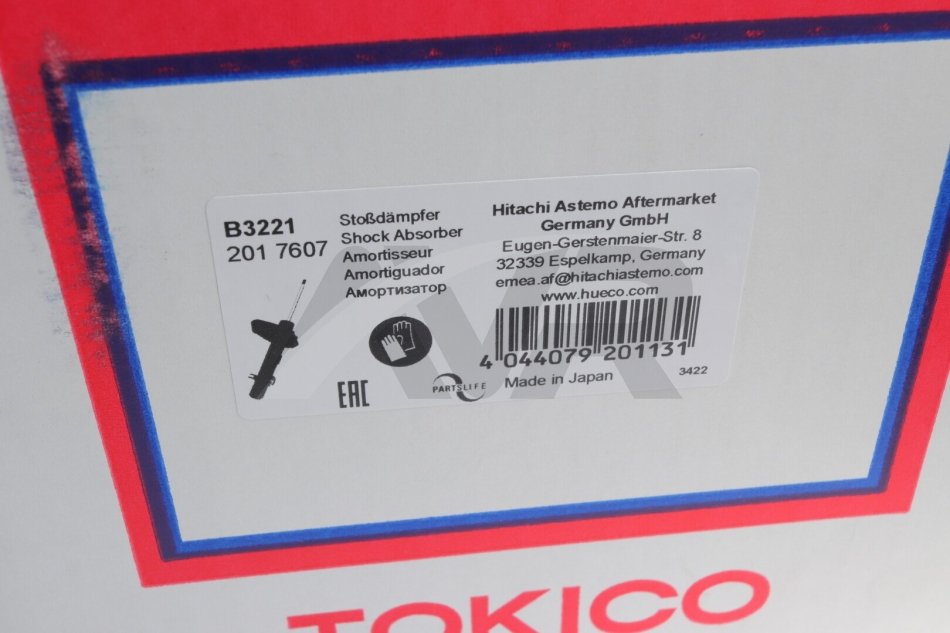 B3221
201 7607
Stoßdämpfer
Shock Absorber
Amortisseur
Amortiguador
Амортизатор
Hitachi Astemo Aftermarket
Germany GmbH
Eugen-Gerstenmaier-Str. 8
32339 Espelkamp, Germany
emea.af@hitachiastemo.com
www.hueco.com
4 044079 201131
Made in Japan
3422
EAC
PARTSLIFE
TOKICO